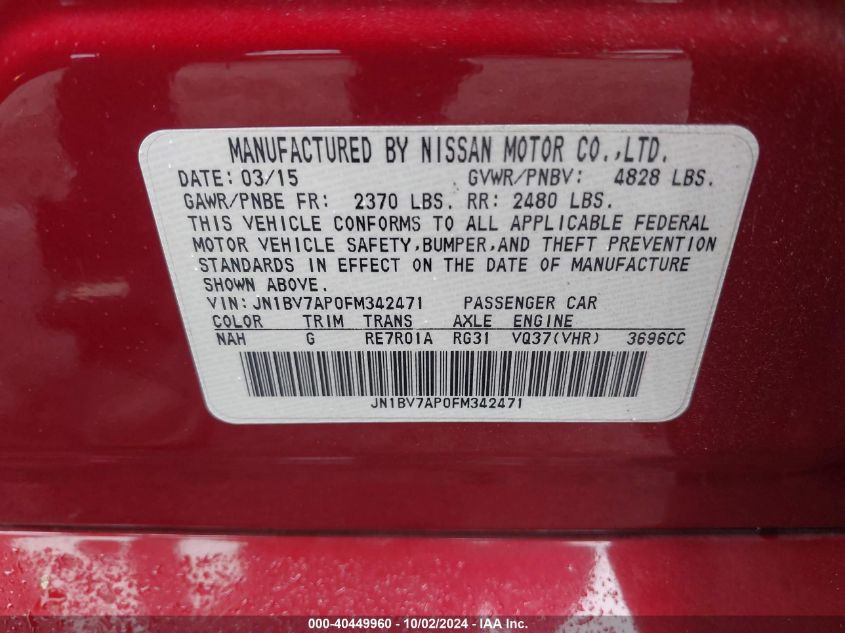 MANUFACTURED BY NISSAN MOTOR CO.,LTD.
DATE: 03/15 GVWR/PNBV: 4828 LBS.
GAWR/PNBE FR: 2370 LBS. RR: 2480 LBS.
THIS VEHICLE CONFORMS TO ALL APPLICABLE FEDERAL
MOTOR VEHICLE SAFETY,BUMPER,AND THEFT PREVENTION
STANDARDS IN EFFECT ON THE DATE OF MANUFACTURE
SHOWN ABOVE.
VIN: JN1BV7AP0FM342471 PASSENGER CAR
COLOR TRIM TRANS AXLE ENGINE
NAH G RE7R01A RG31 VQ37(VHR) 3696CC
JN1BV7AP0FM342471
000-40449960 - 10/02/2024 - IAA Inc.